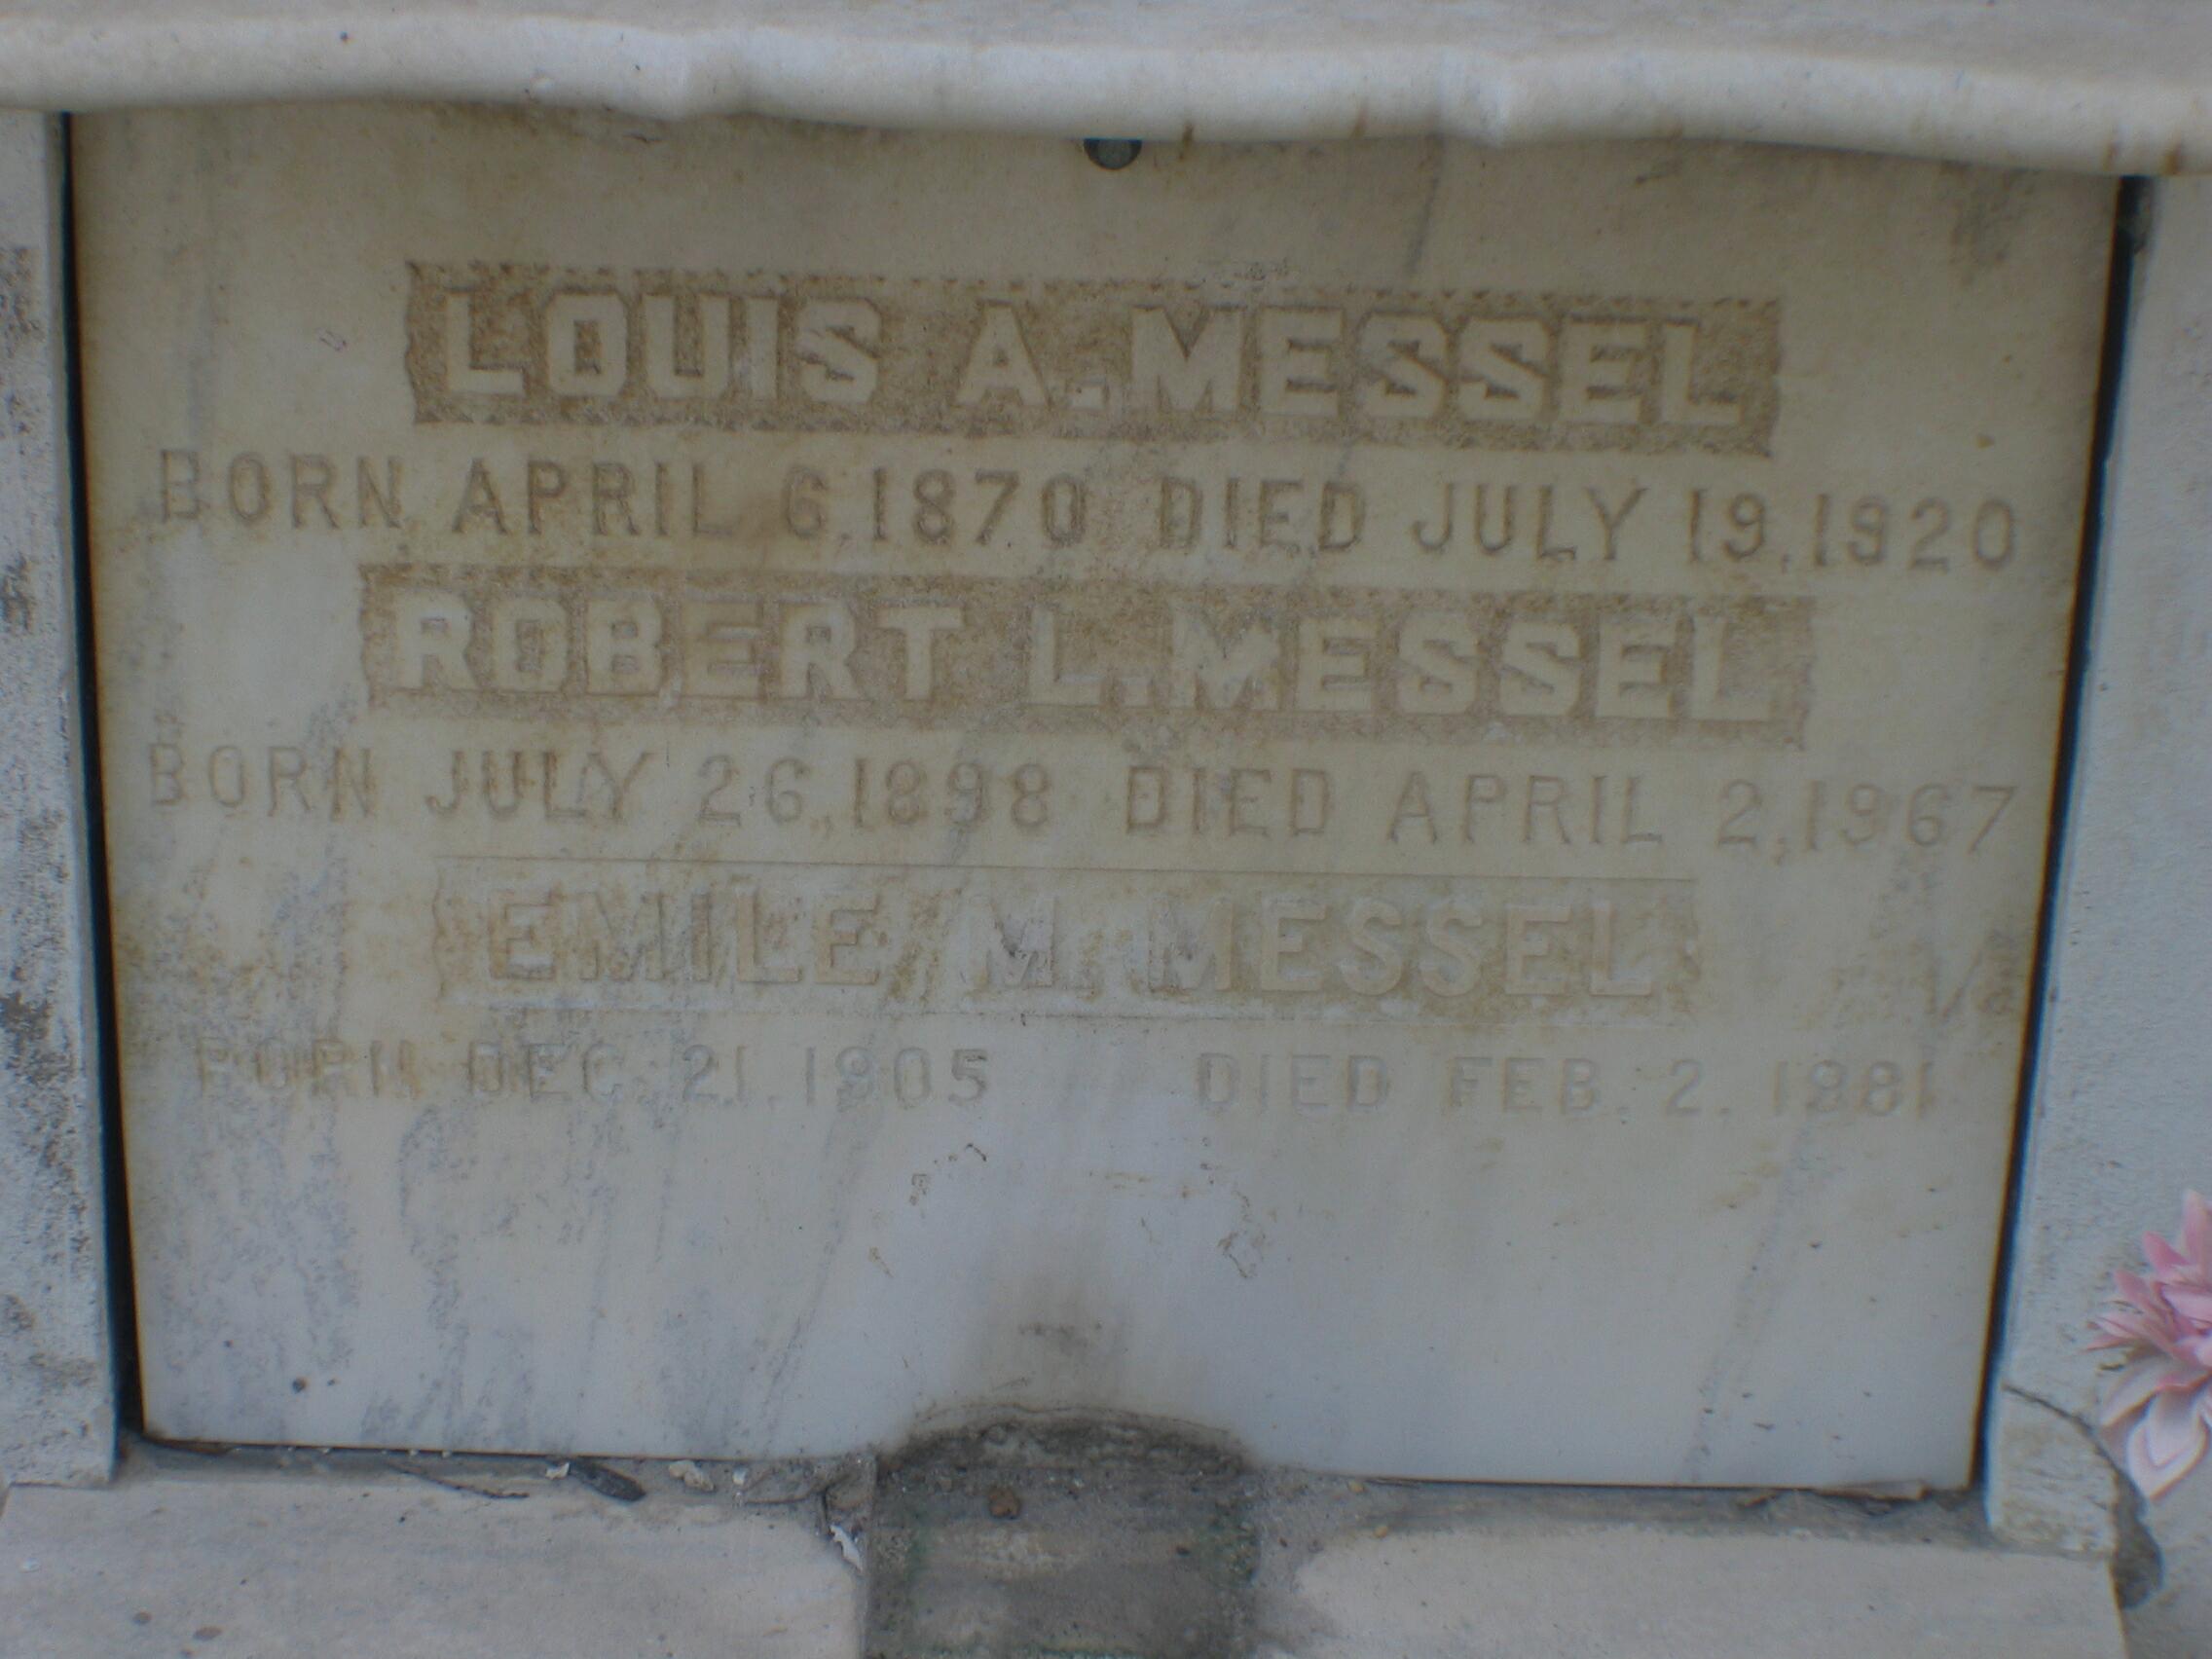 LOUIS A. MESSEL
BORN APRIL 6, 1870 DIED JULY 19, 1920
ROBERT L. MESSEL
BORN JULY 26, 1898 DIED APRIL 2, 1967
EMILE M. MESSEL
BORN DEC. 21, 1905 DIED FEB. 2, 1981